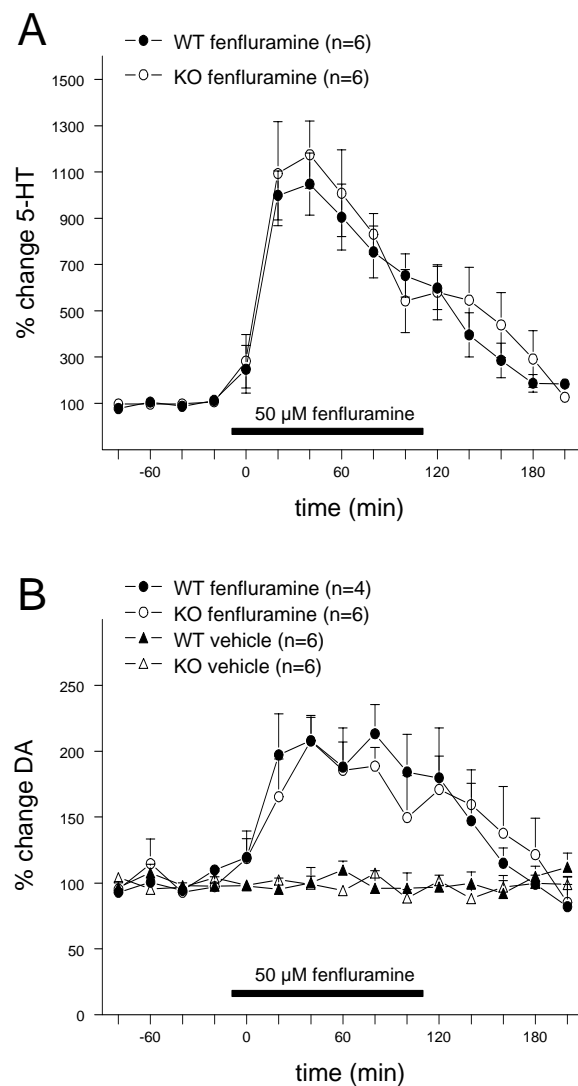 A
WT fenfluramine (n=6)
KO fenfluramine (n=6)
1500
1300
1100
900
700
500
300
100
% change 5-HT
50 µM fenfluramine
-60 0 60 120 180
time (min)
B
WT fenfluramine (n=4)
KO fenfluramine (n=6)
WT vehicle (n=6)
KO vehicle (n=6)
250
200
150
100
50
0
% change DA
50 µM fenfluramine
-60 0 60 120 180
time (min)